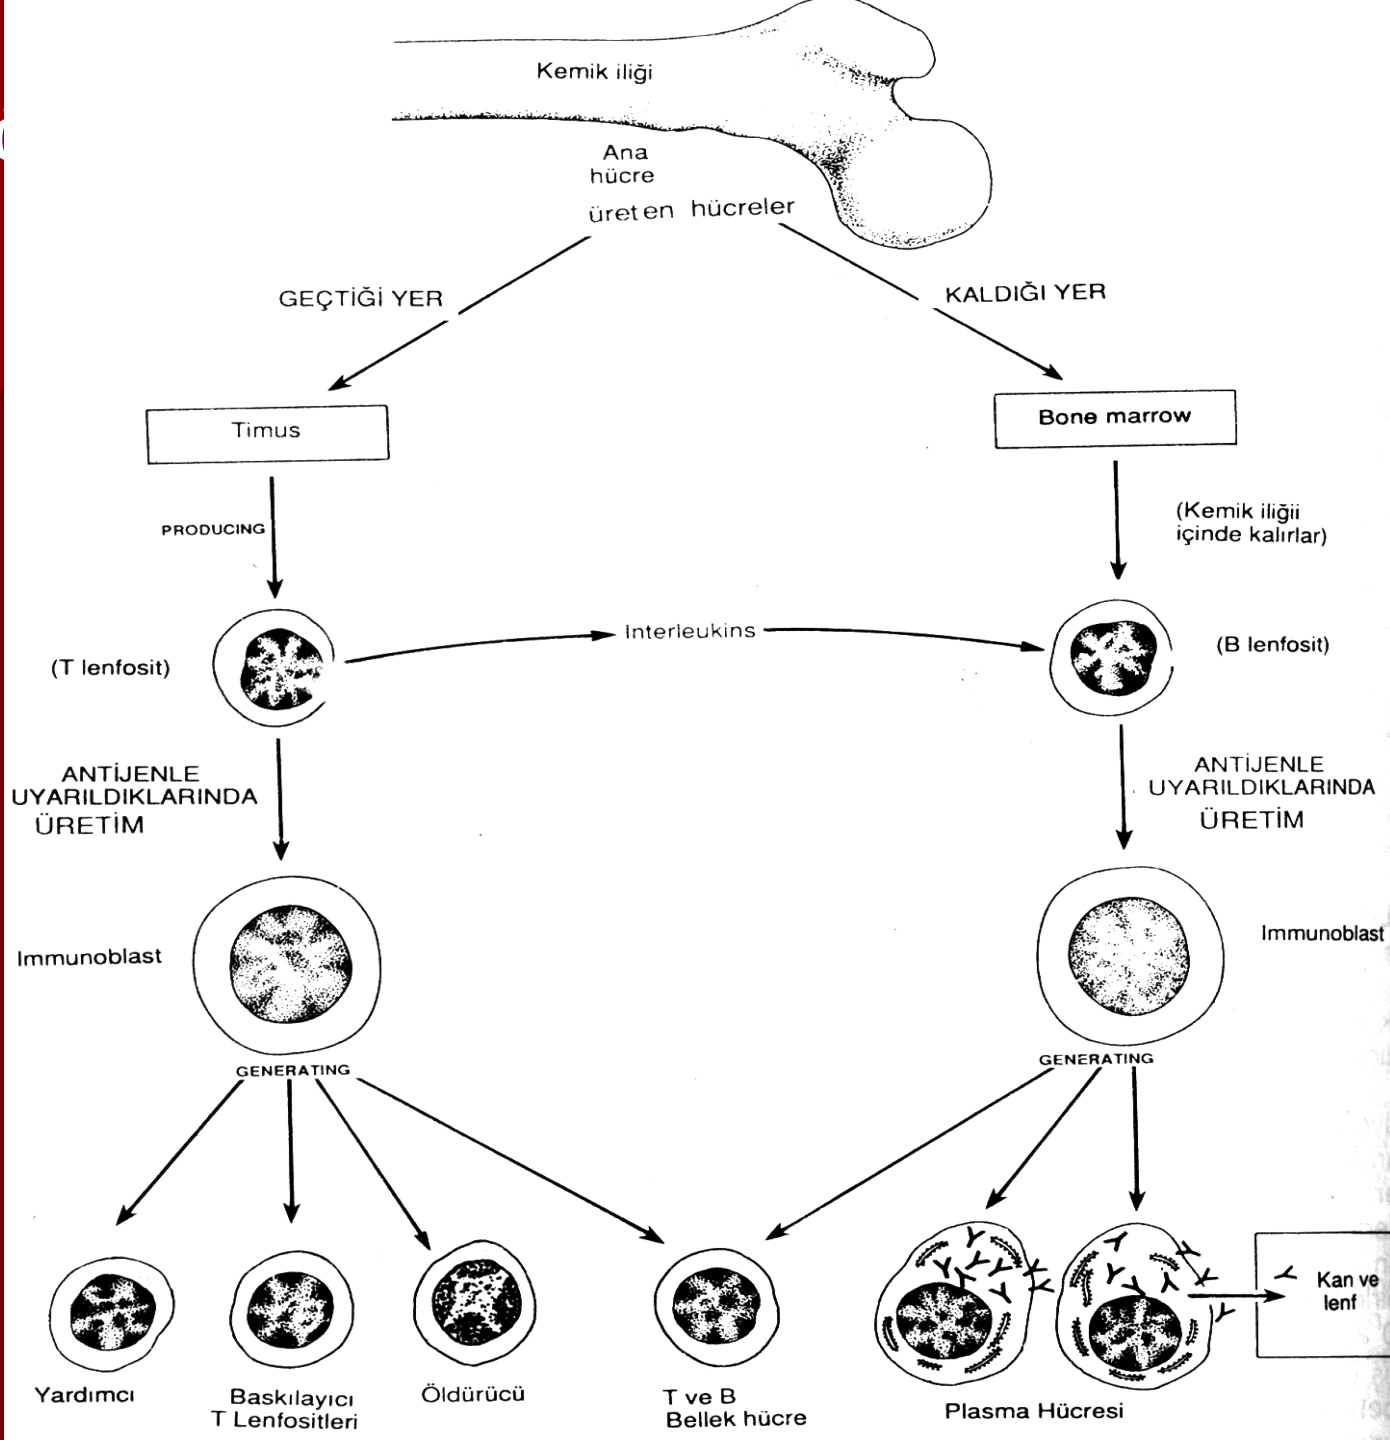 Kemik iliği
Ana
hücre
üreten hücreler
GEÇTİĞİ YER
KALDIĞI YER
Timus
Bone marrow
PRODUCING
(Kemik iliğii
içinde kalırlar)
(T lenfosit)
Interleukins
(B lenfosit)
ANTİJENLE
UYARILDIKLARINDA
ÜRETİM
ANTİJENLE
UYARILDIKLARINDA
ÜRETİM
Immunoblast
Immunoblast
GENERATING
GENERATING
Yardımcı
Baskılayıcı
T Lenfositleri
Öldürücü
T ve B
Bellek hücre
Plasma Hücresi
Kan ve
lenf